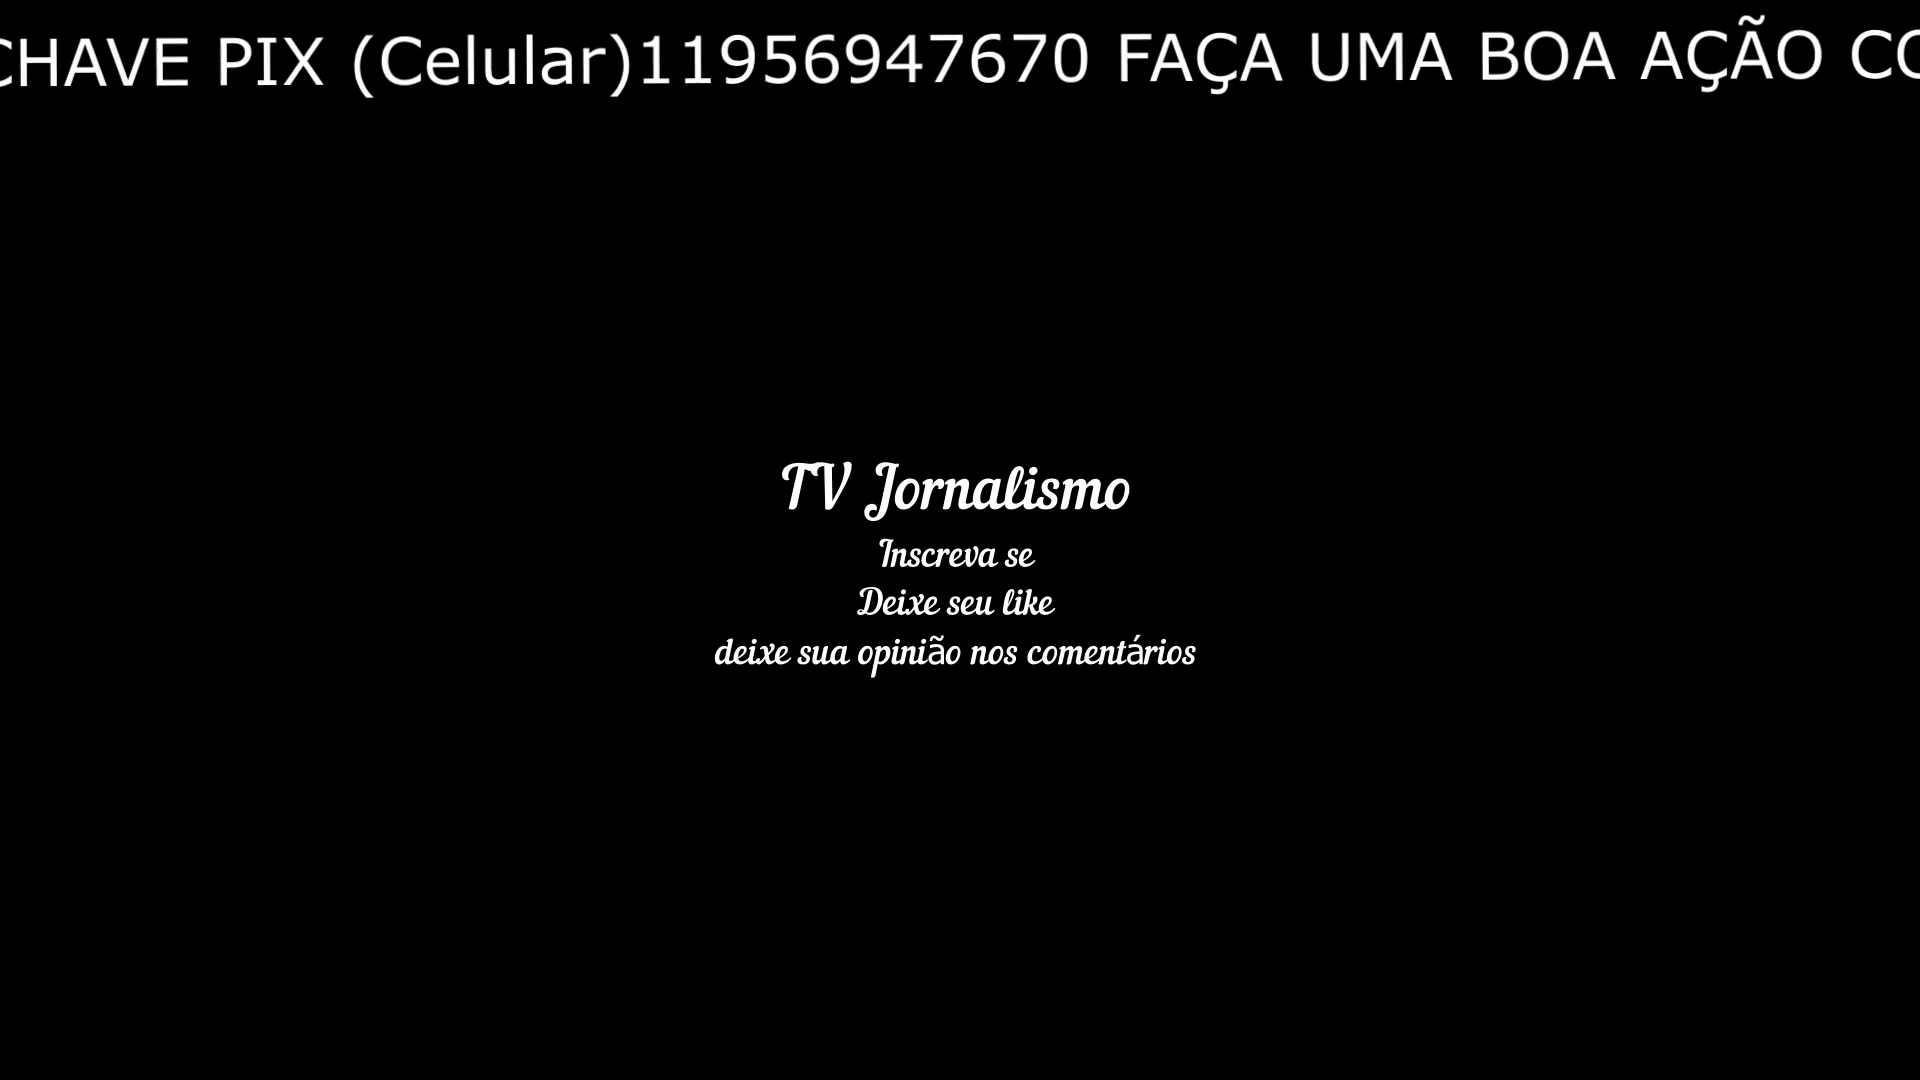 CHAVE PIX (Celular)11956947670 FAÇA UMA BOA AÇÃO CO
TV Jornalismo
Inscreva se
Deixe seu like
deixe sua opinião nos comentários